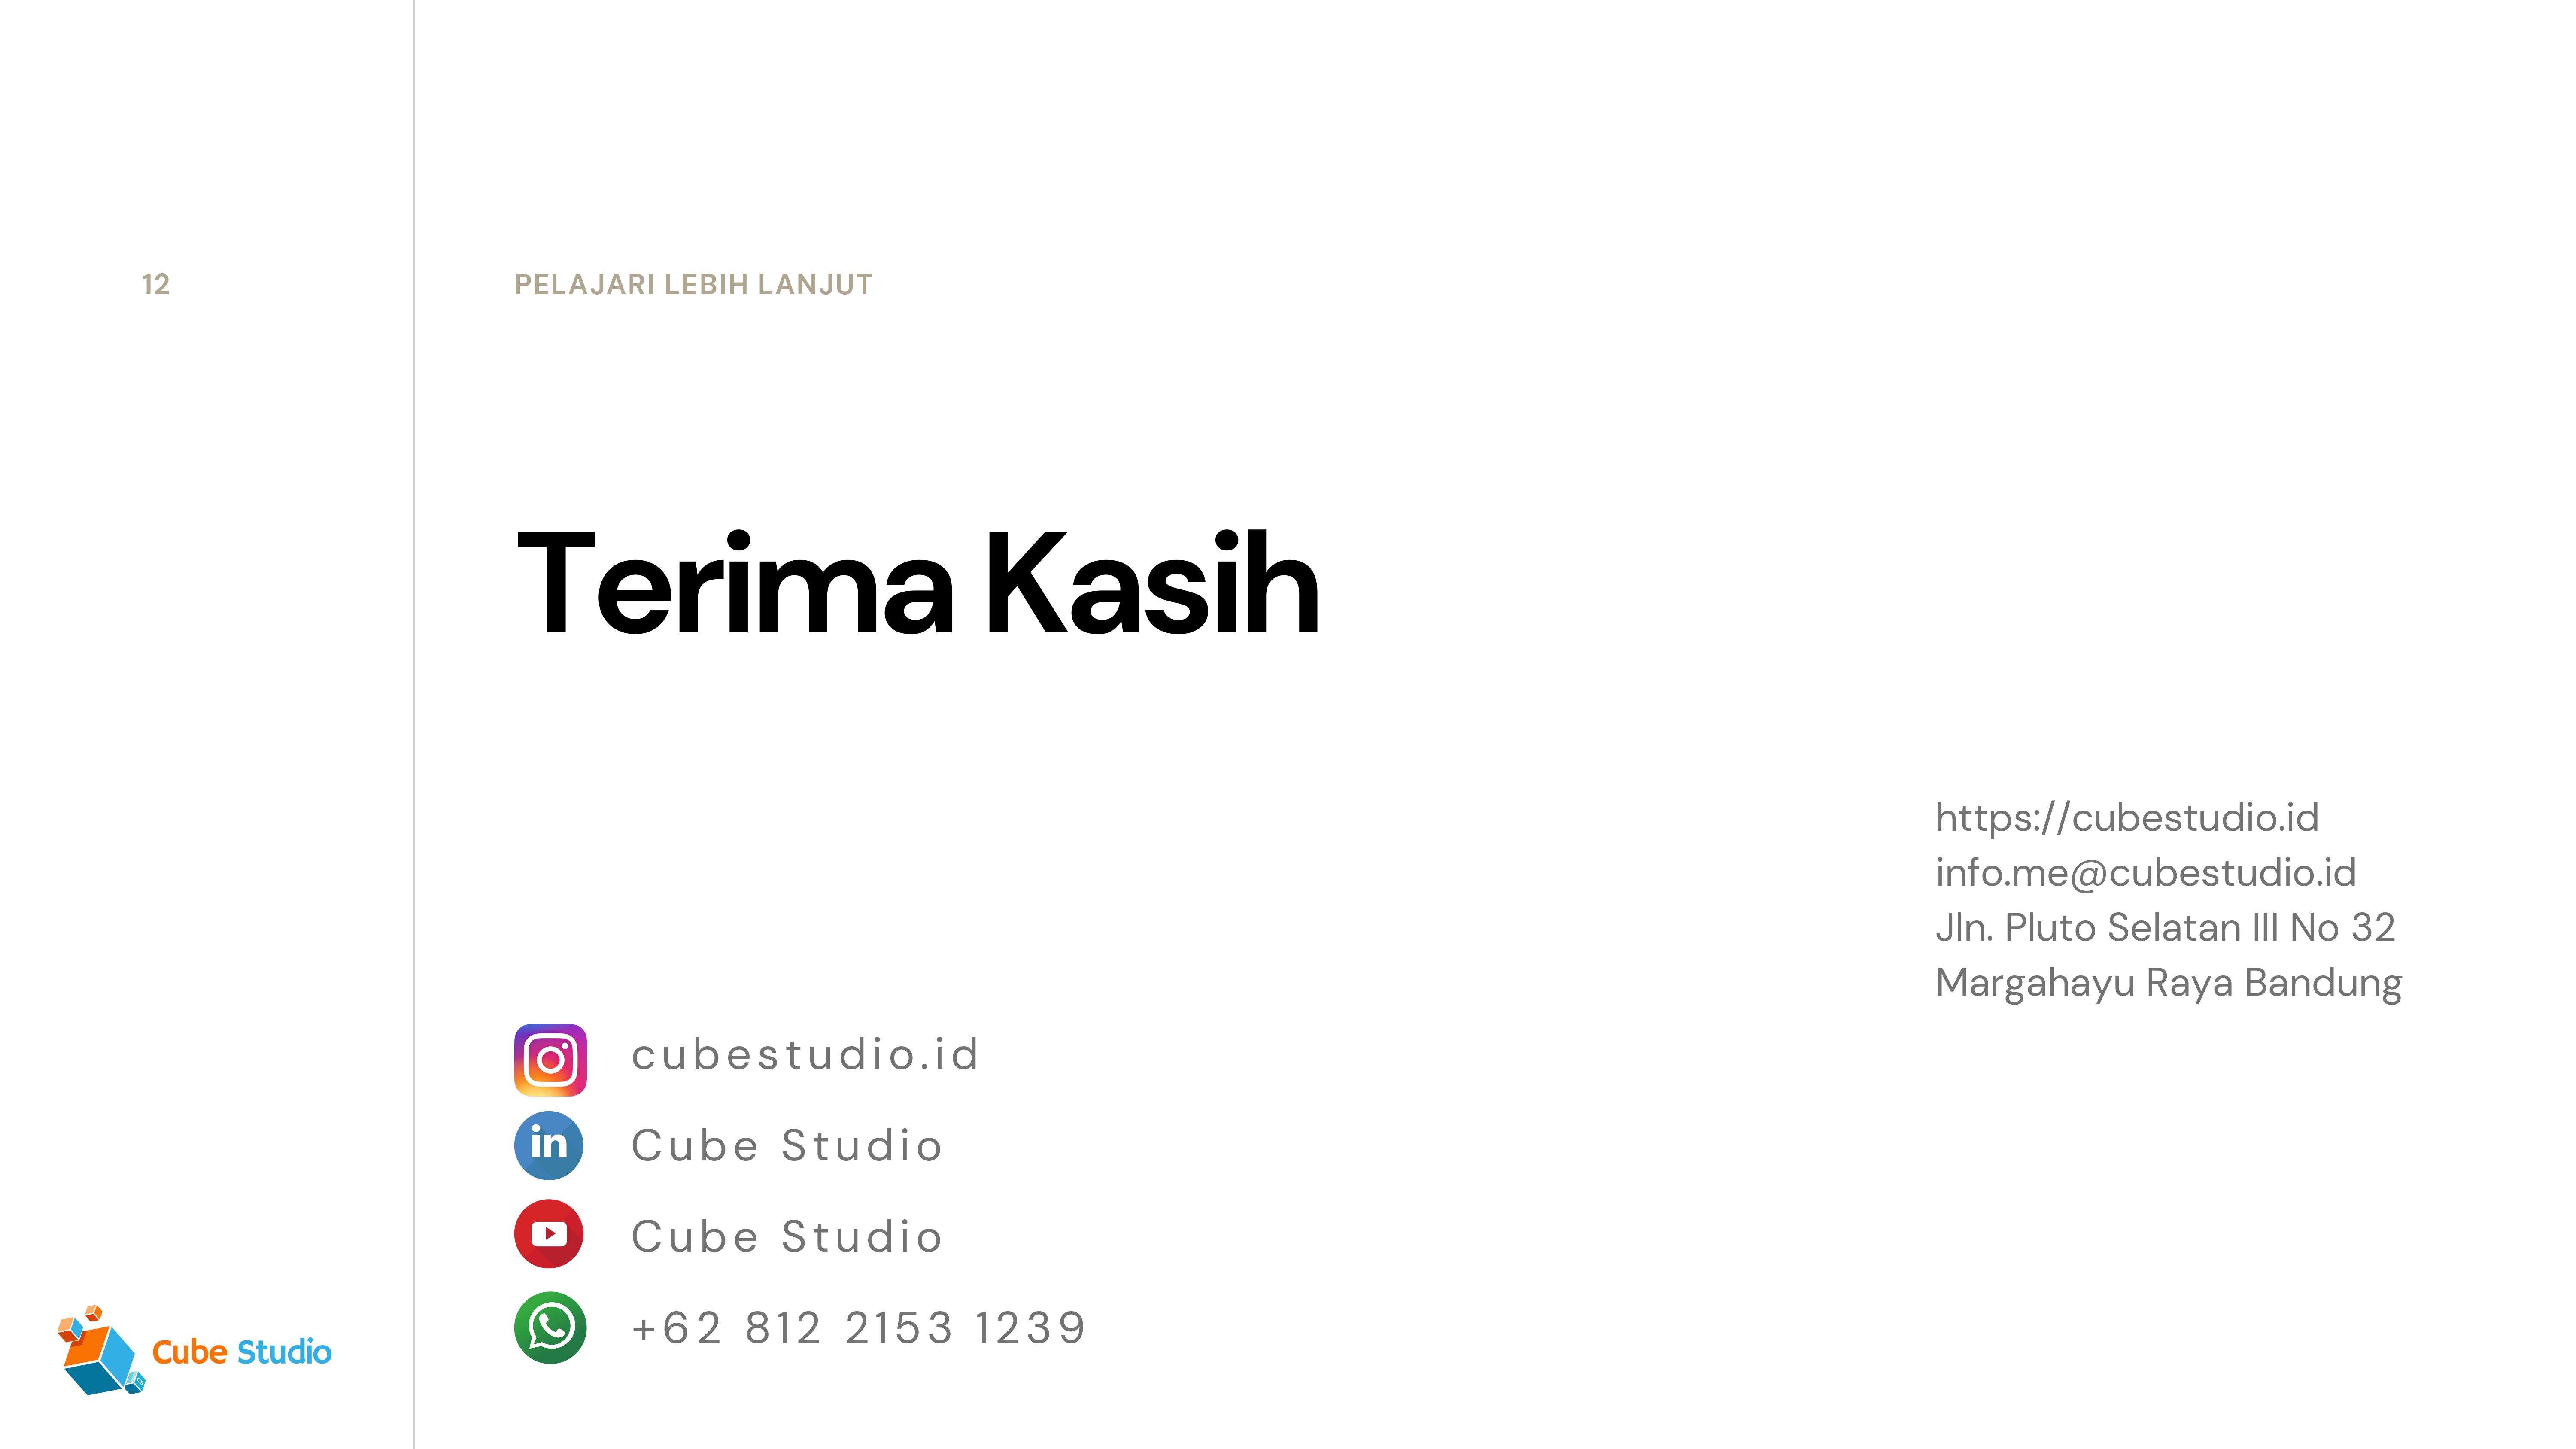 12
PELAJARI LEBIH LANJUT
Terima Kasih
https://cubestudio.id
info.me@cubestudio.id
Jln. Pluto Selatan III No 32
Margahayu Raya Bandung
cubestudio.id
in
Cube Studio
Cube Studio
+62 812 2153 1239
Cube Studio